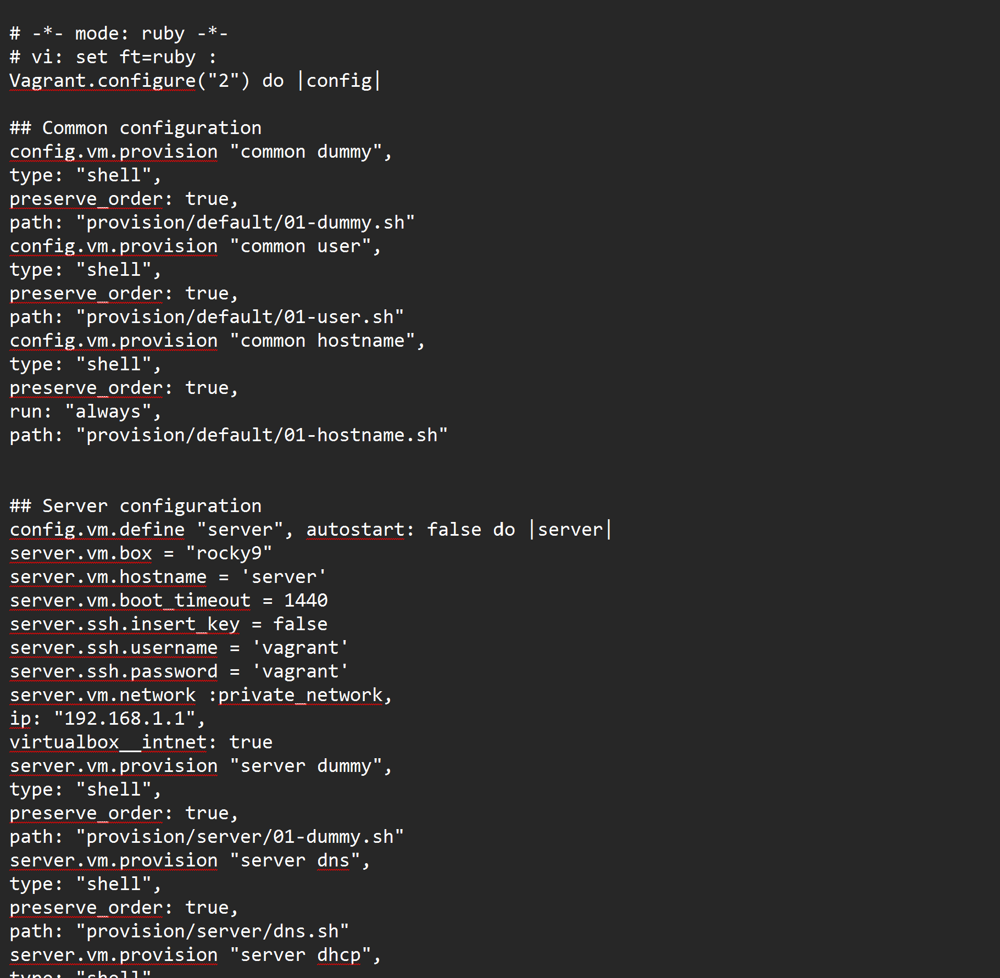 # -*- mode: ruby -*-
# vi: set ft=ruby :
Vagrant.configure("2") do |config|
## Common configuration
config.vm.provision "common dummy",
type: "shell",
preserve_order: true,
path: "provision/default/01-dummy.sh"
config.vm.provision "common user",
type: "shell",
preserve_order: true,
path: "provision/default/01-user.sh"
config.vm.provision "common hostname",
type: "shell",
preserve_order: true,
run: "always",
path: "provision/default/01-hostname.sh"
## Server configuration
config.vm.define "server", autostart: false do |server|
server.vm.box = "rocky9"
server.vm.hostname = 'server'
server.vm.boot_timeout = 1440
server.ssh.insert_key = false
server.ssh.username = 'vagrant'
server.ssh.password = 'vagrant'
server.vm.network :private_network,
ip: "192.168.1.1",
virtualbox__intnet: true
server.vm.provision "server dummy",
type: "shell",
preserve_order: true,
path: "provision/server/01-dummy.sh"
server.vm.provision "server dns",
type: "shell",
preserve_order: true,
path: "provision/server/dns.sh"
server.vm.provision "server dhcp",
type: "shell"